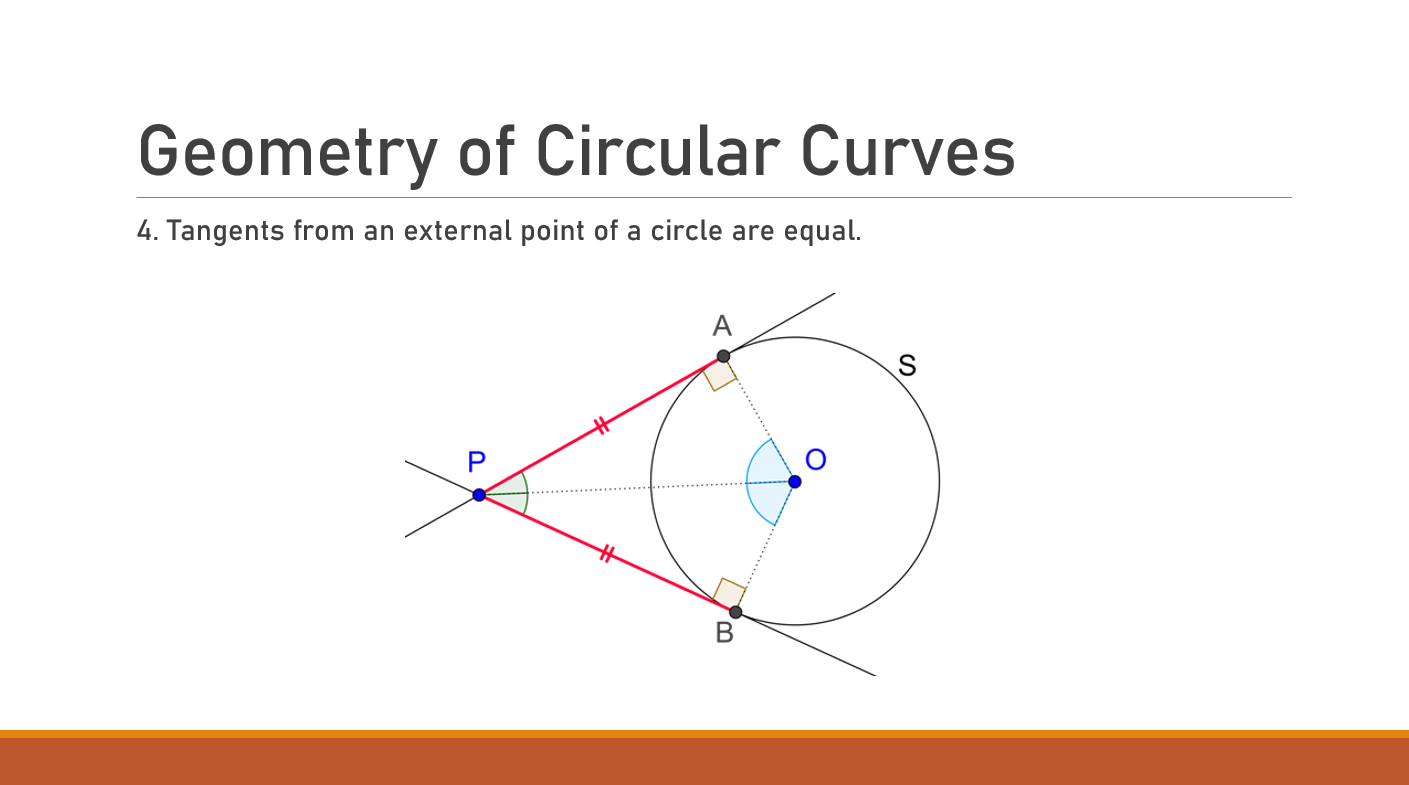 Geometry of Circular Curves
4. Tangents from an external point of a circle are equal.
A
S
P
O
B